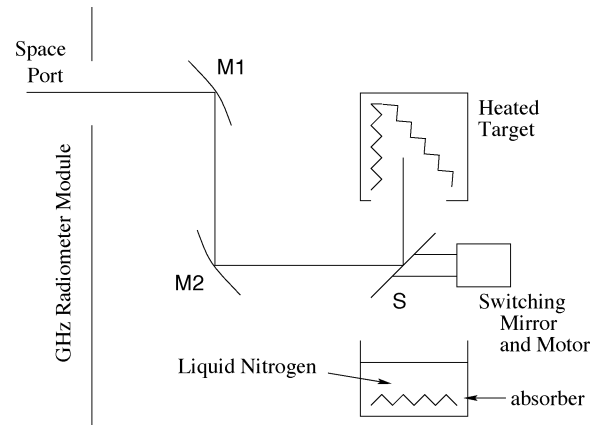 Space
Port
M1
Heated
Target
GHz Radiometer Module
M2
S
Switching
Mirror
and Motor
Liquid Nitrogen
absorber